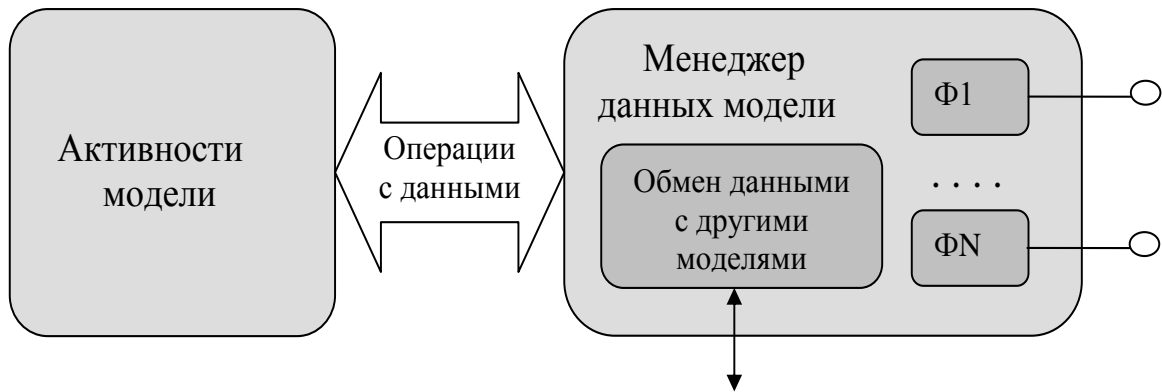 Активности
модели
Операции
с данными
Менеджер
данных модели
Обмен данными
с другими
моделями
Ф1
. . . .
ФN